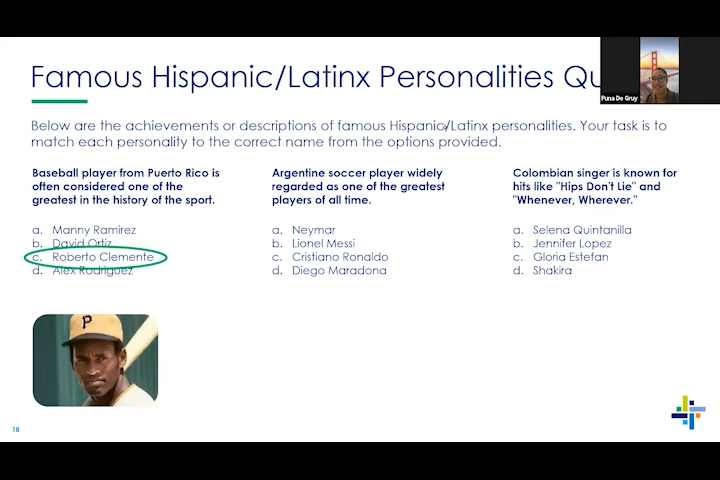 Famous Hispanic/Latinx Personalities Qu
Puna De Gruy
Below are the achievements or descriptions of famous Hispanic/Latinx personalities. Your task is to
match each personality to the correct name from the options provided.
Baseball player from Puerto Rico is
often considered one of the
greatest in the history of the sport.
a. Manny Ramirez
b. David Ortiz
c. Roberto Clemente
d. Alex Rodriguez
Argentine soccer player widely
regarded as one of the greatest
players of all time.
a. Neymar
b. Lionel Messi
c. Cristiano Ronaldo
d. Diego Maradona
Colombian singer is known for
hits like "Hips Don't Lie" and
"Whenever, Wherever."
a. Selena Quintanilla
b. Jennifer Lopez
c. Gloria Estefan
d. Shakira
P
18